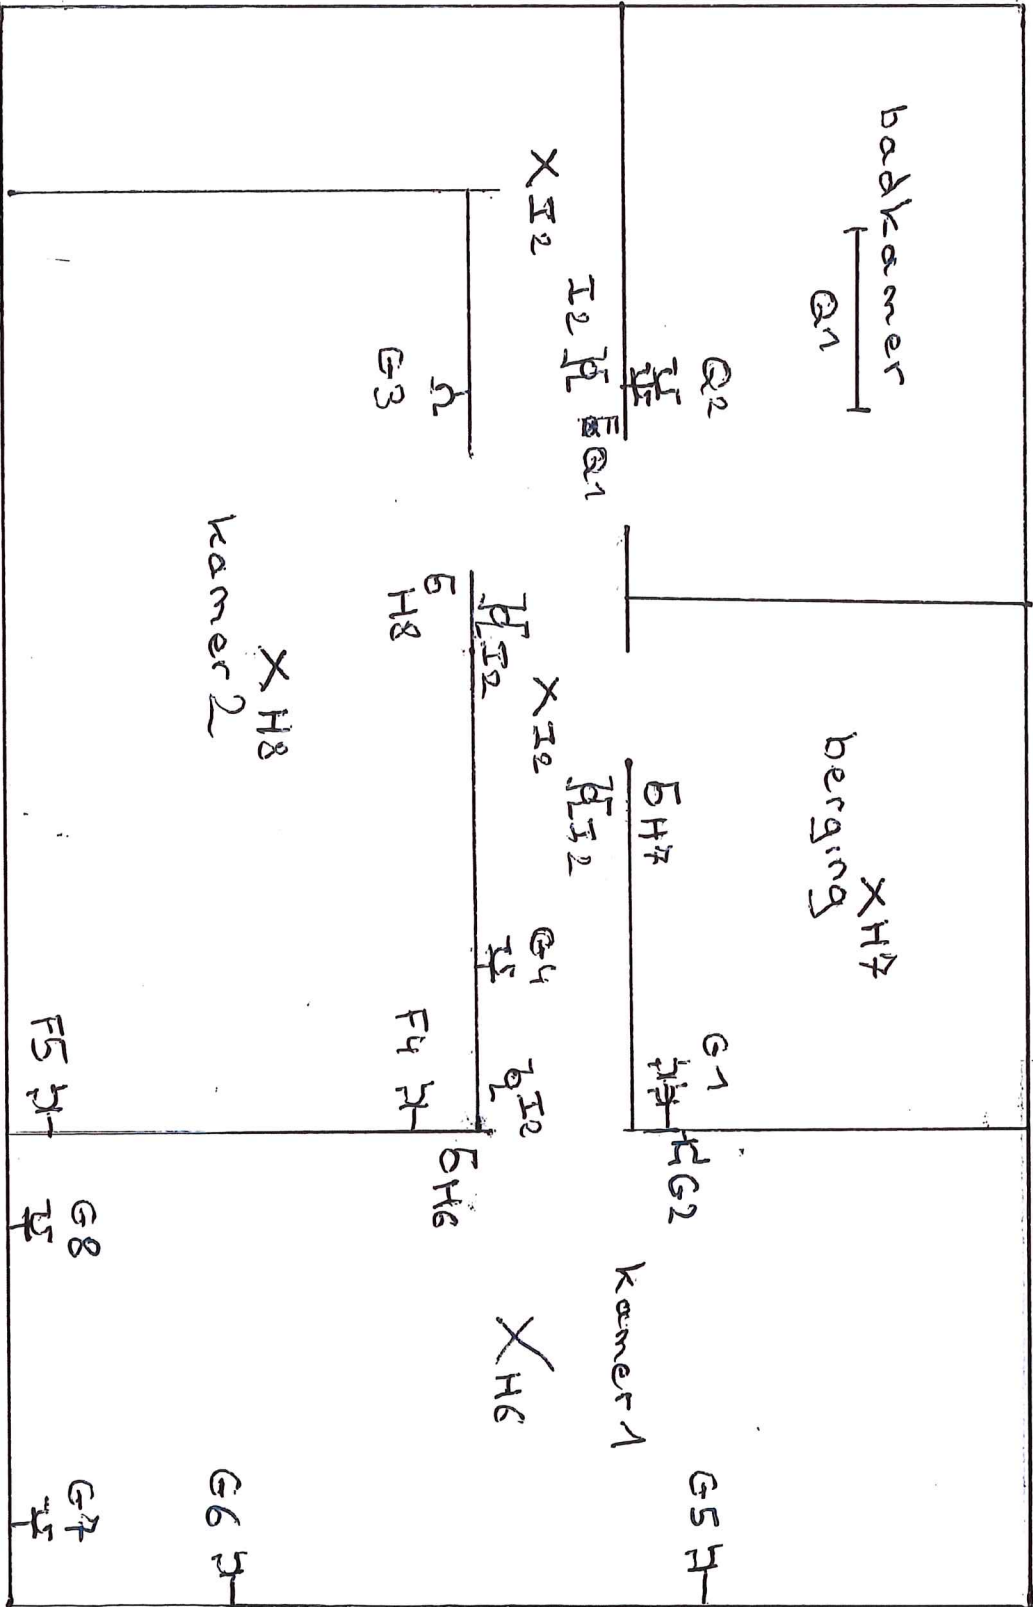 badkamer
Q1
Q2
X I2
I2
Q1
G3
kamer 2
X H8
H8
I2
X I2
I2
H7
berging
X H7
G1
G2
G4
I2
F4
F5
H6
kamer 1
X H6
G8
G7
G6
G5